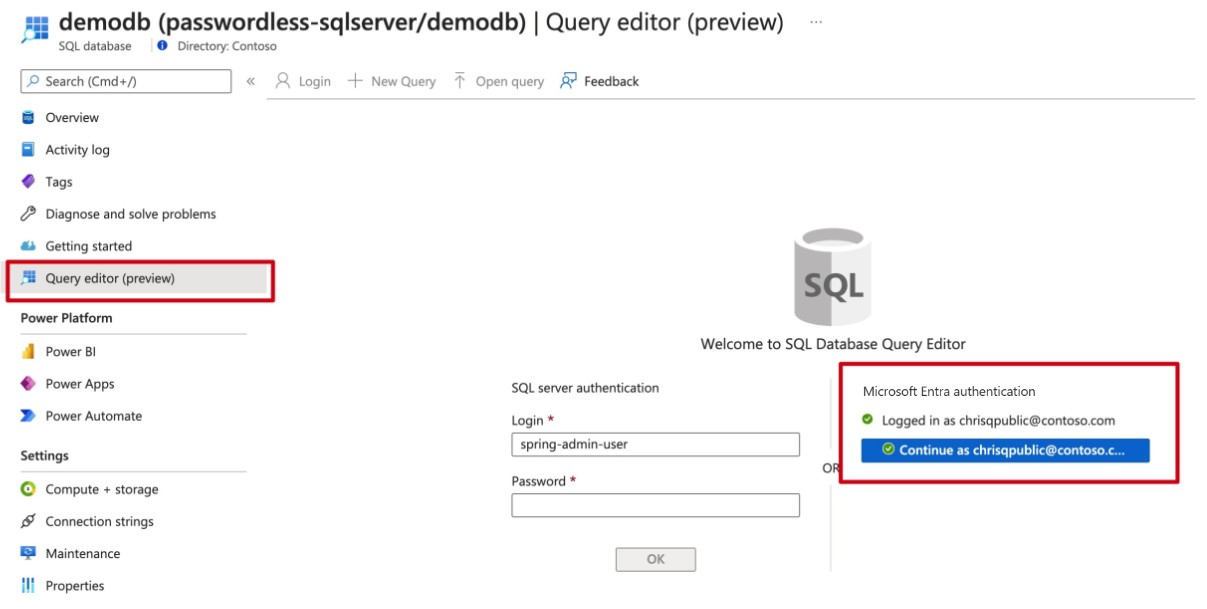 demodb (passwordless-sqlserver/demodb) | Query editor (preview) ...
SQL database
Directory: Contoso
Search (Cmd+/)
«
Login
New Query
Open query
Feedback
Overview
Activity log
Tags
Diagnose and solve problems
Getting started
Query editor (preview)
Power Platform
Power BI
Power Apps
Power Automate
Settings
Compute + storage
Connection strings
Maintenance
Properties
SQL
Welcome to SQL Database Query Editor
SQL server authentication
Login *
spring-admin-user
Password *
OK
OR
Microsoft Entra authentication
Logged in as chrisqpublic@contoso.com
Continue as chrisqpublic@contoso.c...